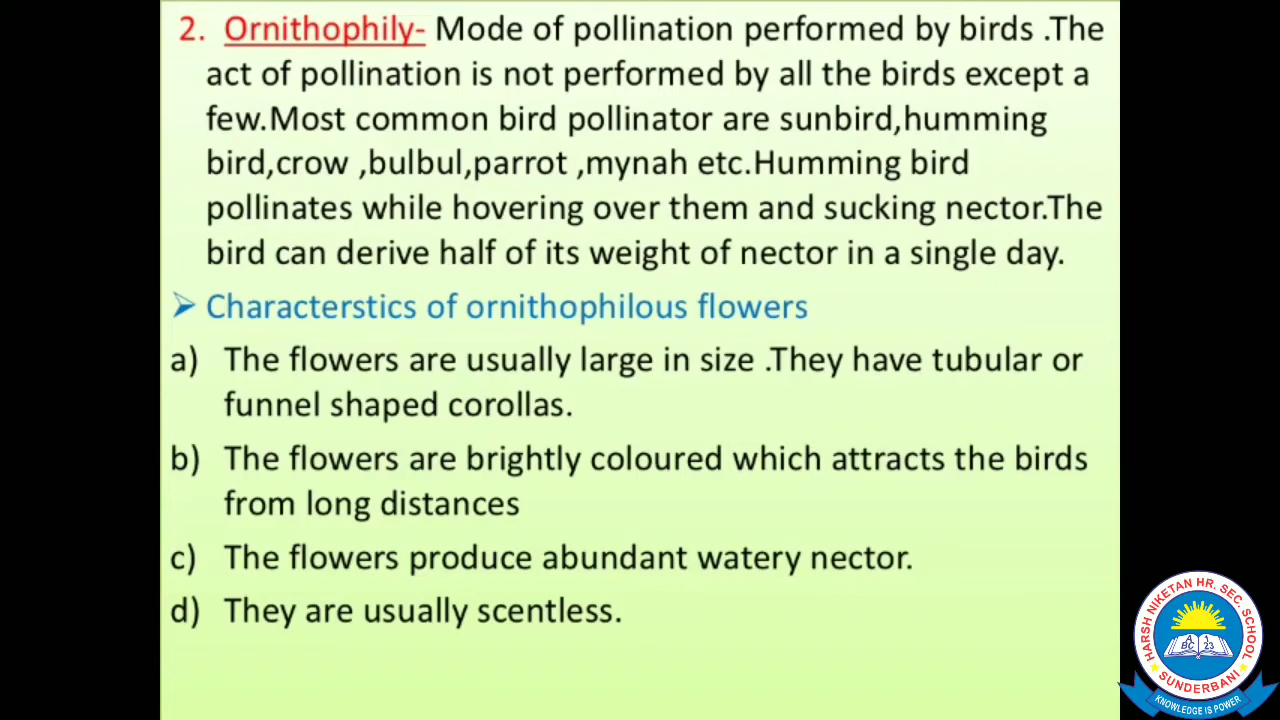 2. Ornithophily- Mode of pollination performed by birds .The
act of pollination is not performed by all the birds except a
few.Most common bird pollinator are sunbird,humming
bird,crow ,bulbul,parrot ,mynah etc.Humming bird
pollinates while hovering over them and sucking nector.The
bird can derive half of its weight of nector in a single day.
➢ Characterstics of ornithophilous flowers
a) The flowers are usually large in size .They have tubular or
funnel shaped corollas.
b) The flowers are brightly coloured which attracts the birds
from long distances
c) The flowers produce abundant watery nector.
d) They are usually scentless.
HARSH NIKETAN HR. SEC. SCHOOL
A 1
BC 23
SUNDERBANI
KNOWLEDGE IS POWER